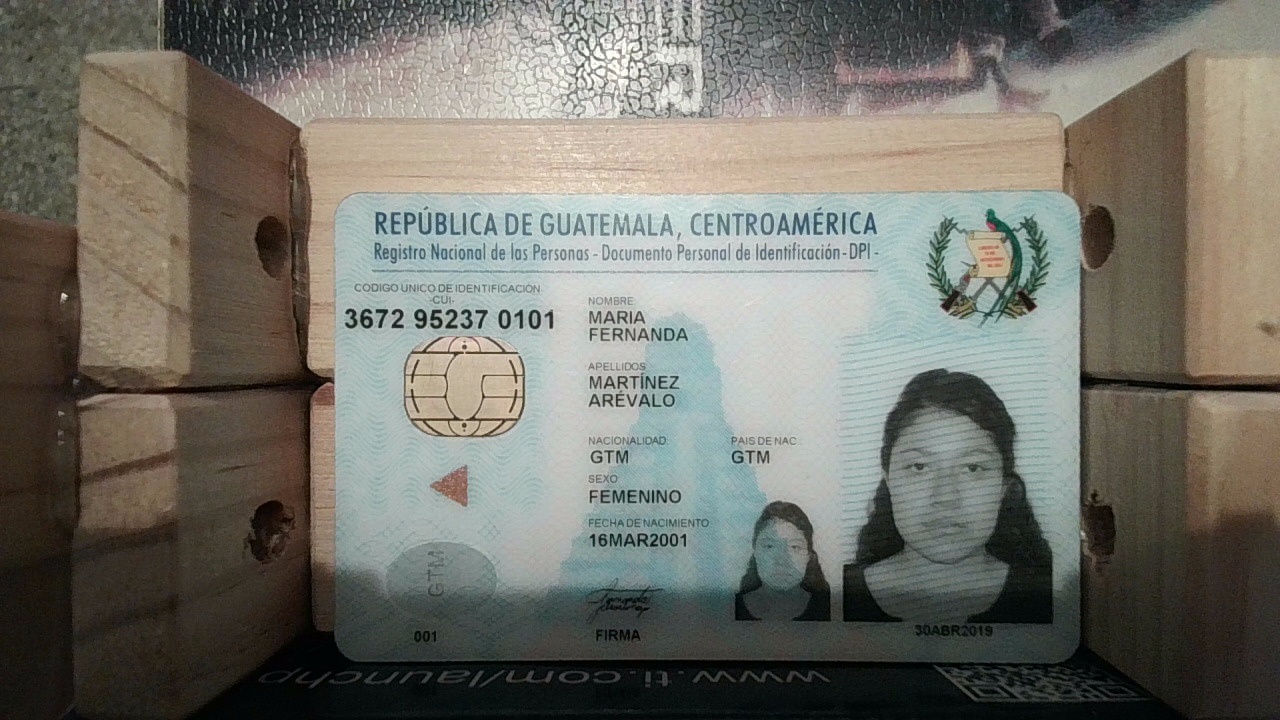 REPÚBLICA DE GUATEMALA, CENTROAMÉRICA
Registro Nacional de las Personas - Documento Personal de Identificación - DPI -
CODIGO UNICO DE IDENTIFICACIÓN
-CUI-
3672 95237 0101
NOMBRE:
MARIA
FERNANDA
APELLIDOS
MARTÍNEZ
ARÉVALO
NACIONALIDAD: PAIS DE NAC.:
GTM GTM
SEXO
FEMENINO
FECHA DE NACIMIENTO
16MAR2001
GTM
001
FIRMA
30ABR2019
www.ti.com/launchp